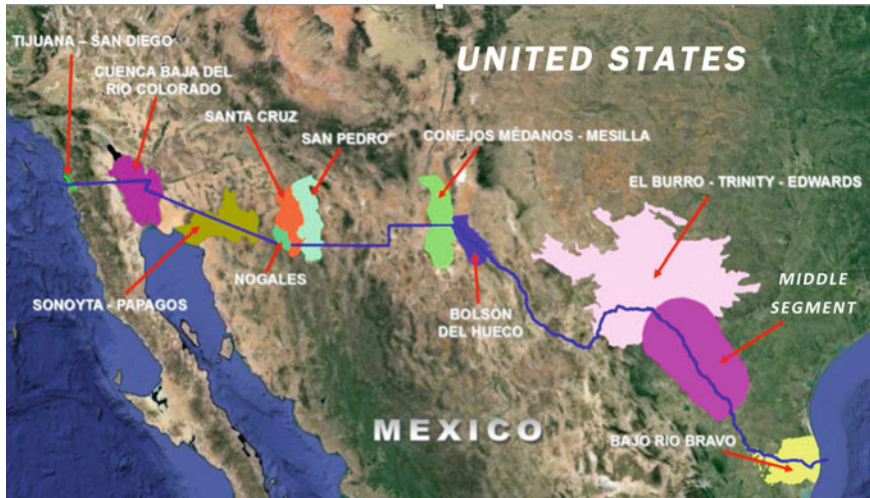 TIJUANA – SAN DIEGO
CUENCA BAJA DEL
RIO COLORADO
SANTA CRUZ
SAN PEDRO
CONEJOS MÉDANOS - MESILLA
UNITED STATES
EL BURRO - TRINITY - EDWARDS
MIDDLE
SEGMENT
SONOYTA - PAPAGOS
NOGALES
BOLSÓN
DEL HUECO
MEXICO
BAJO RIO BRAVO